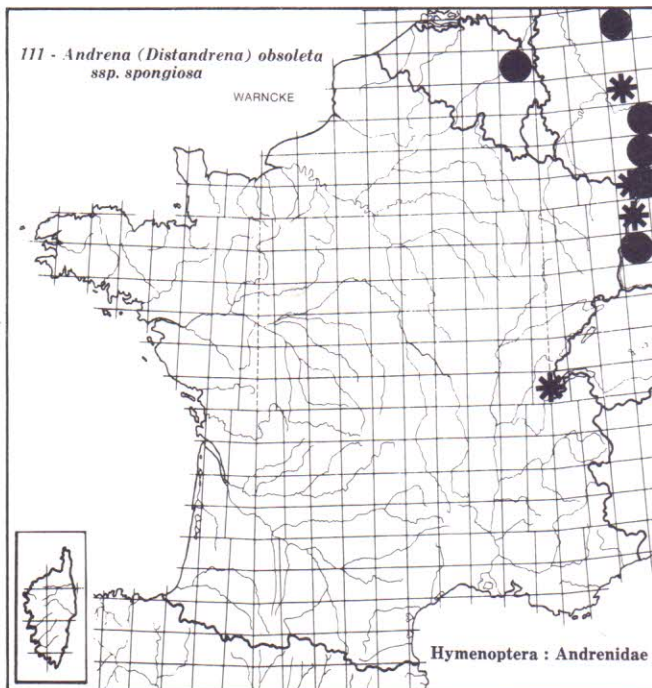 111 - Andrena (Distandrena) obsoleta
ssp. spongiosa
WARNCKE
Hymenoptera : Andrenidae